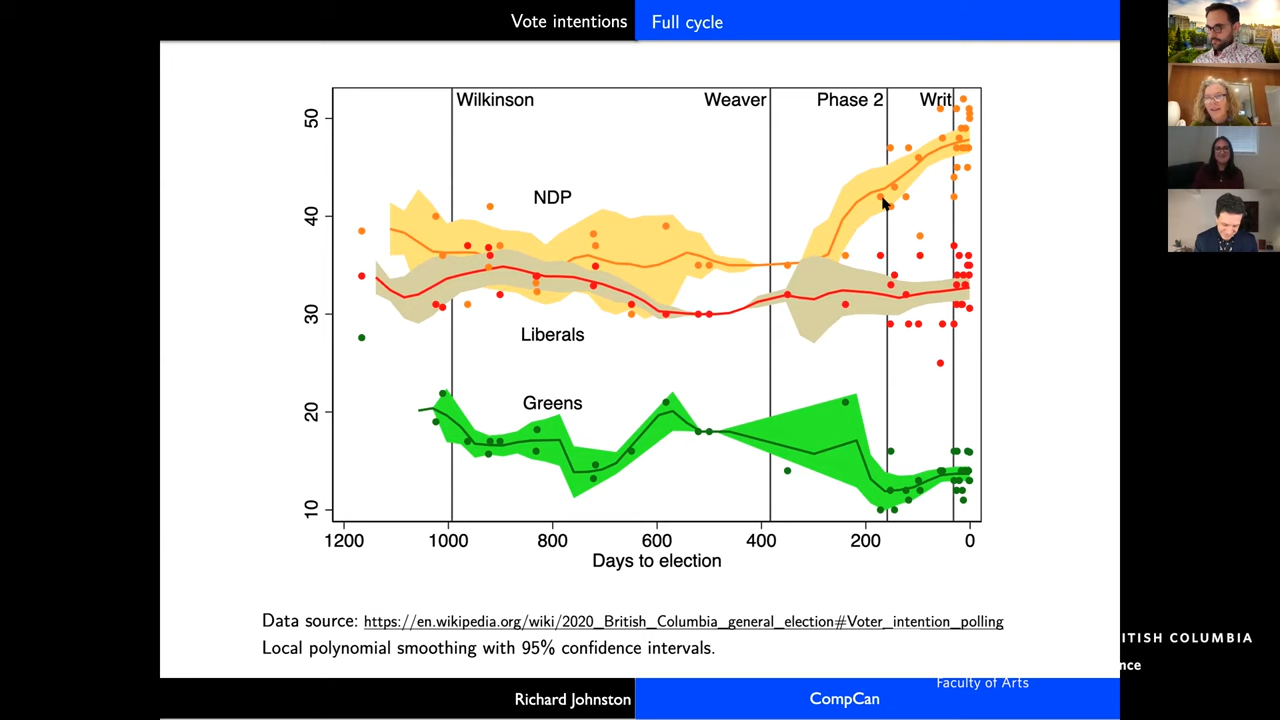 Vote intentions Full cycle
Wilkinson Weaver Phase 2 Writ
50
NDP
40
30
Liberals
Greens
20
10
1200 1000 800 600 400 200 0
Days to election
Data source: https://en.wikipedia.org/wiki/2020_British_Columbia_general_election#Voter_intention_polling
Local polynomial smoothing with 95% confidence intervals.
ITISH COLUMBIA
nce
Faculty of Arts
Richard Johnston CompCan